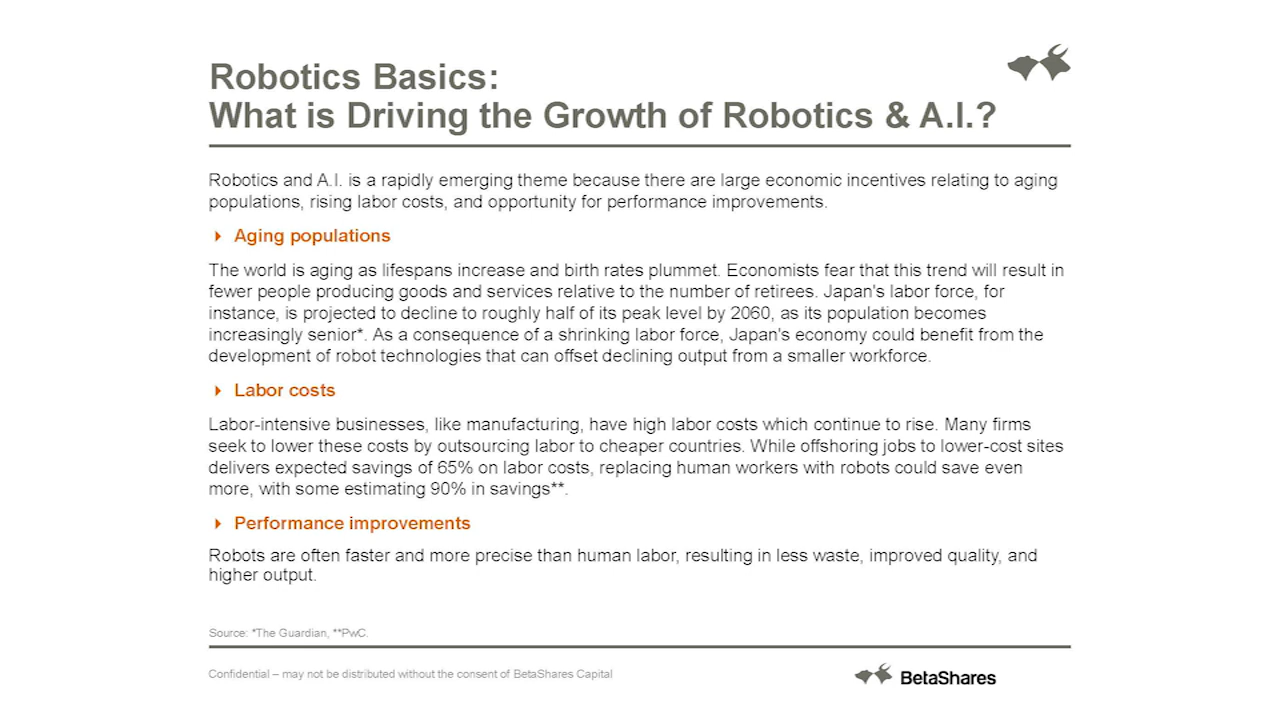 Robotics Basics:
What is Driving the Growth of Robotics & A.I.?
Robotics and A.I. is a rapidly emerging theme because there are large economic incentives relating to aging
populations, rising labor costs, and opportunity for performance improvements.
Aging populations
The world is aging as lifespans increase and birth rates plummet. Economists fear that this trend will result in
fewer people producing goods and services relative to the number of retirees. Japan's labor force, for
instance, is projected to decline to roughly half of its peak level by 2060, as its population becomes
increasingly senior*. As a consequence of a shrinking labor force, Japan's economy could benefit from the
development of robot technologies that can offset declining output from a smaller workforce.
Labor costs
Labor-intensive businesses, like manufacturing, have high labor costs which continue to rise. Many firms
seek to lower these costs by outsourcing labor to cheaper countries. While offshoring jobs to lower-cost sites
delivers expected savings of 65% on labor costs, replacing human workers with robots could save even
more, with some estimating 90% in savings**.
Performance improvements
Robots are often faster and more precise than human labor, resulting in less waste, improved quality, and
higher output.
Source: *The Guardian, **PwC.
Confidential – may not be distributed without the consent of BetaShares Capital
BetaShares